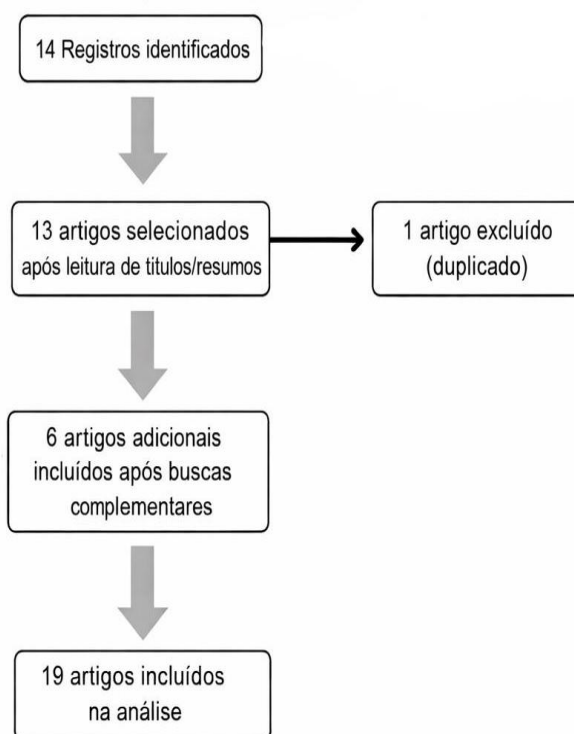 14 Registros identificados
13 artigos selecionados
após leitura de titulos/resumos
1 artigo excluído
(duplicado)
6 artigos adicionais
incluídos após buscas
complementares
19 artigos incluídos
na análise